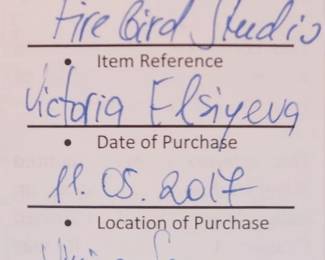 Fire Bird Studio
• Item Reference
Victoria Elsiyeva
• Date of Purchase
11.05.2017
• Location of Purchase